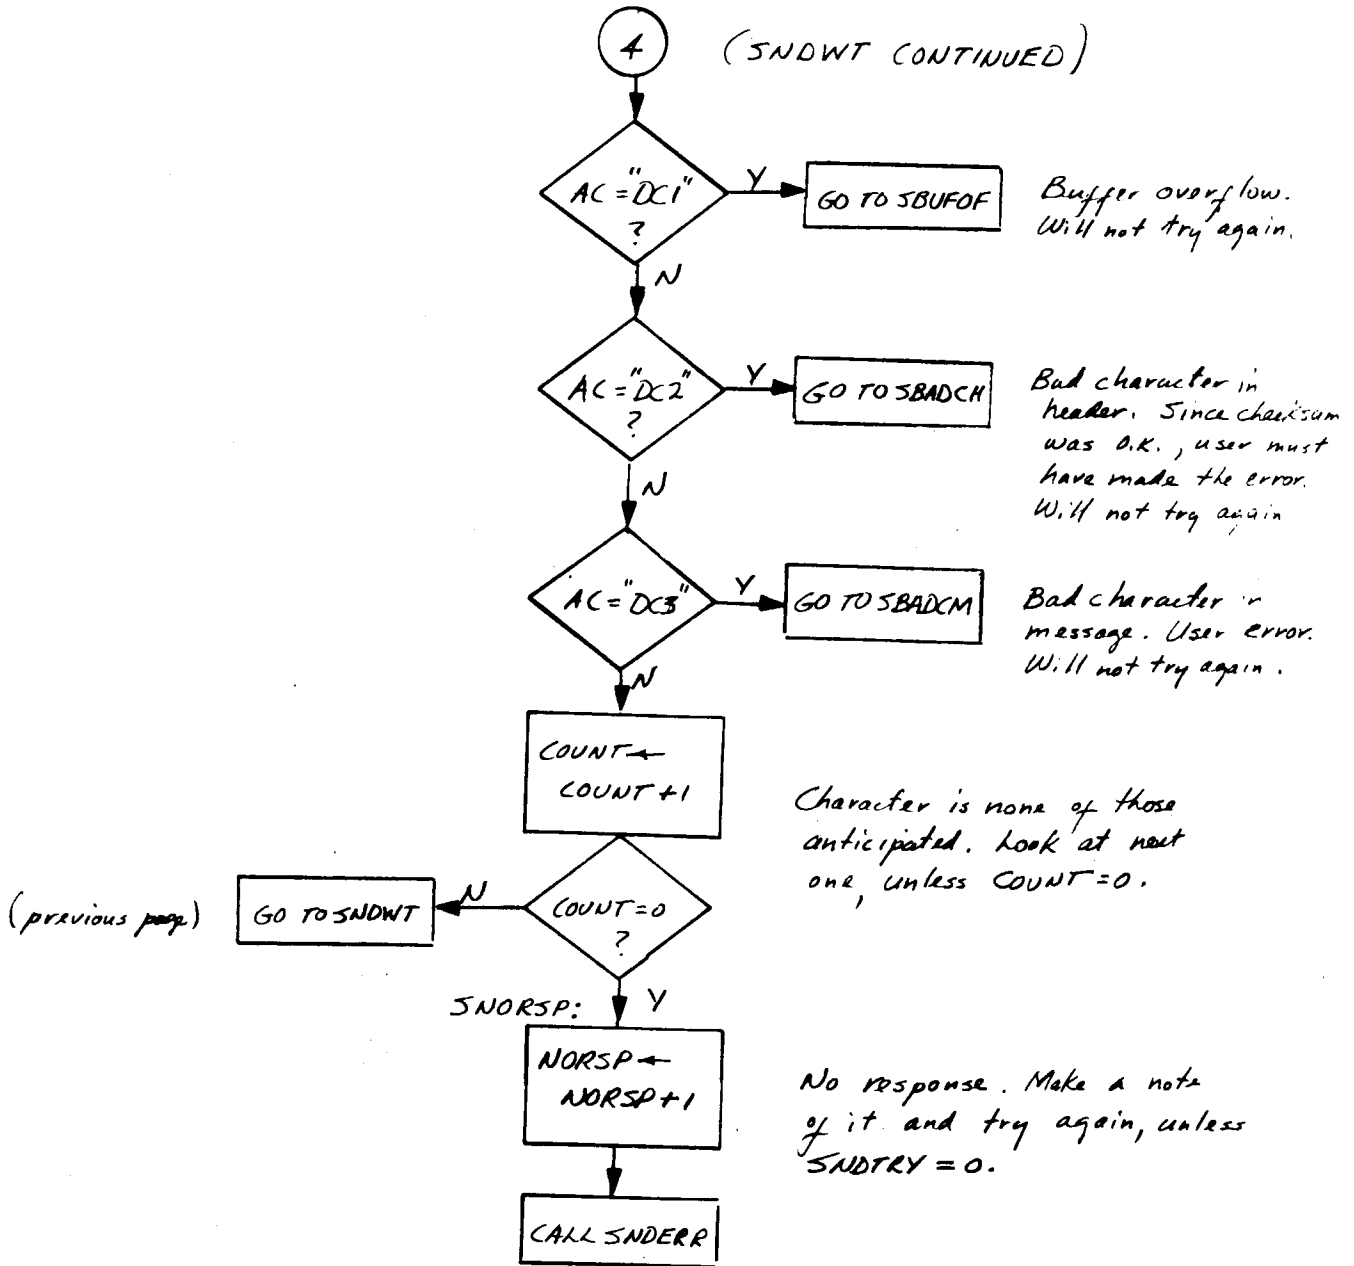 4
(SNDWT CONTINUED)
AC="DC1"
?
Y
GO TO SBUFOF
Buffer overflow.
Will not try again.
N
AC="DC2"
?
Y
GO TO SBADCH
Bad character in
header. Since checksum
was O.K., user must
have made the error.
Will not try again
N
AC="DC3"
Y
GO TO SBADCM
Bad character in
message. User error.
Will not try again.
N
COUNT←
COUNT+1
Character is none of those
anticipated. Look at next
one, unless COUNT=0.
(previous page)
GO TO SNDWT
N
COUNT=0
?
SNORSP:
Y
NORSP←
NORSP+1
No response. Make a note
of it and try again, unless
SNDTRY=0.
CALL SNDERR